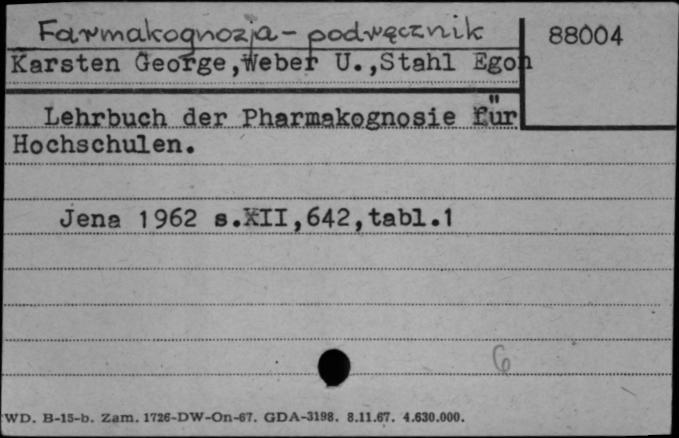 Farmakognozja - podręcznik
88004
Karsten George,Weber U.,Stahl Egon
Lehrbuch der Pharmakognosie für
Hochschulen.
Jena 1962 s.XII,642,tabl.1
6
WD. B-15-b. Zam. 1726-DW-On-67. GDA-3198. 8.11.67. 4.630.000.